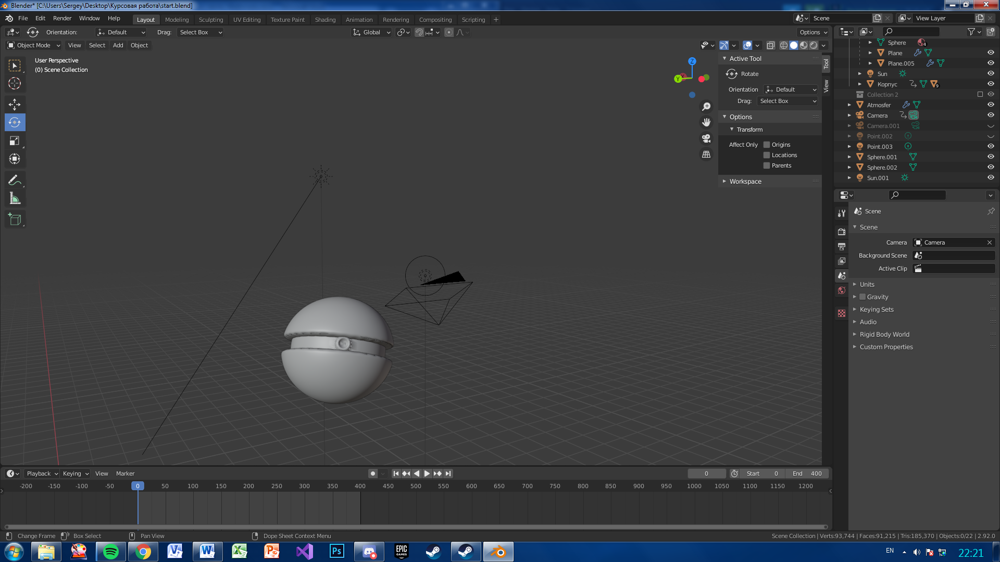 Blender* [C:\Users\Sergey\Desktop\Курсовая работа\start.blend]
File Edit Render Window Help Layout Modeling Sculpting UV Editing Texture Paint Shading Animation Rendering Compositing Scripting + Scene View Layer
Orientation: Default Drag: Select Box Global Options
Object Mode View Select Add Object
User Perspective
(0) Scene Collection
Z
Y
Active Tool
Rotate
Orientation Default
Drag: Select Box
Options
Transform
Affect Only Origins
Locations
Parents
Workspace
Tool
View
Sphere 4
Plane
Plane.005
Sun
Корпус 9
Collection 2
Atmosfer
Camera
Camera.001
Point.002
Point.003
Sphere.001
Sphere.002
Sun.001
Scene
Scene
Camera Camera
Background Scene
Active Clip
Units
Gravity
Keying Sets
Audio
Rigid Body World
Custom Properties
Playback Keying View Marker 0 Start 0 End 400
-200 -150 -100 -50 0 50 100 150 200 250 300 350 400 450 500 550 600 650 700 750 800 850 900 950 1000 1050 1100 1150 1200
Change Frame Box Select Pan View Dope Sheet Context Menu Scene Collection | Verts:93,744 | Faces:91,215 | Tris:185,370 | Objects:0/22 | 2.92.0
Ps EPIC GAMES EN 22:21